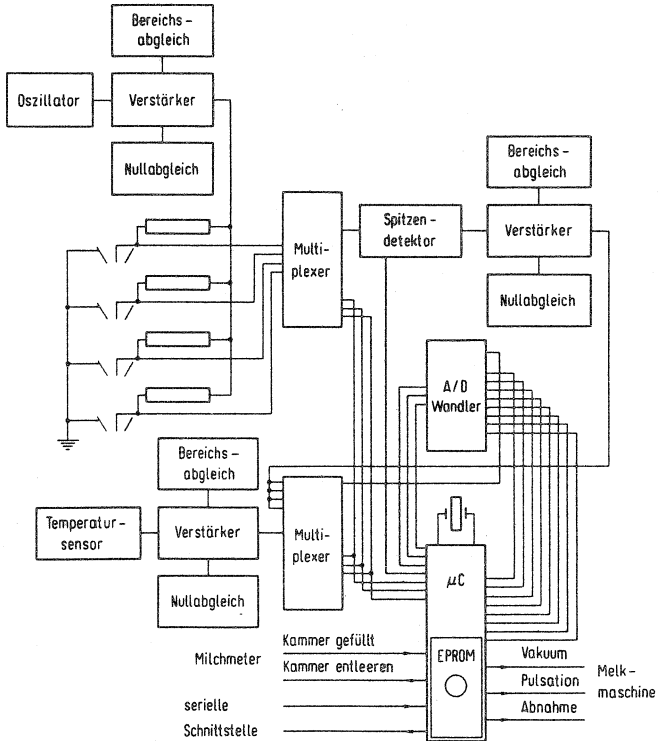 Bereichs-
abgleich
Oszillator
Verstärker
Nullabgleich
Multi-
plexer
Spitzen-
detektor
Bereichs-
abgleich
Verstärker
Nullabgleich
A/D
Wandler
Bereichs-
abgleich
Temperatur-
sensor
Verstärker
Nullabgleich
Multi-
plexer
µC
EPROM
Milchmeter
Kammer gefüllt
Kammer entleeren
serielle
Schnittstelle
Vakuum
Pulsation
Abnahme
Melk-
maschine